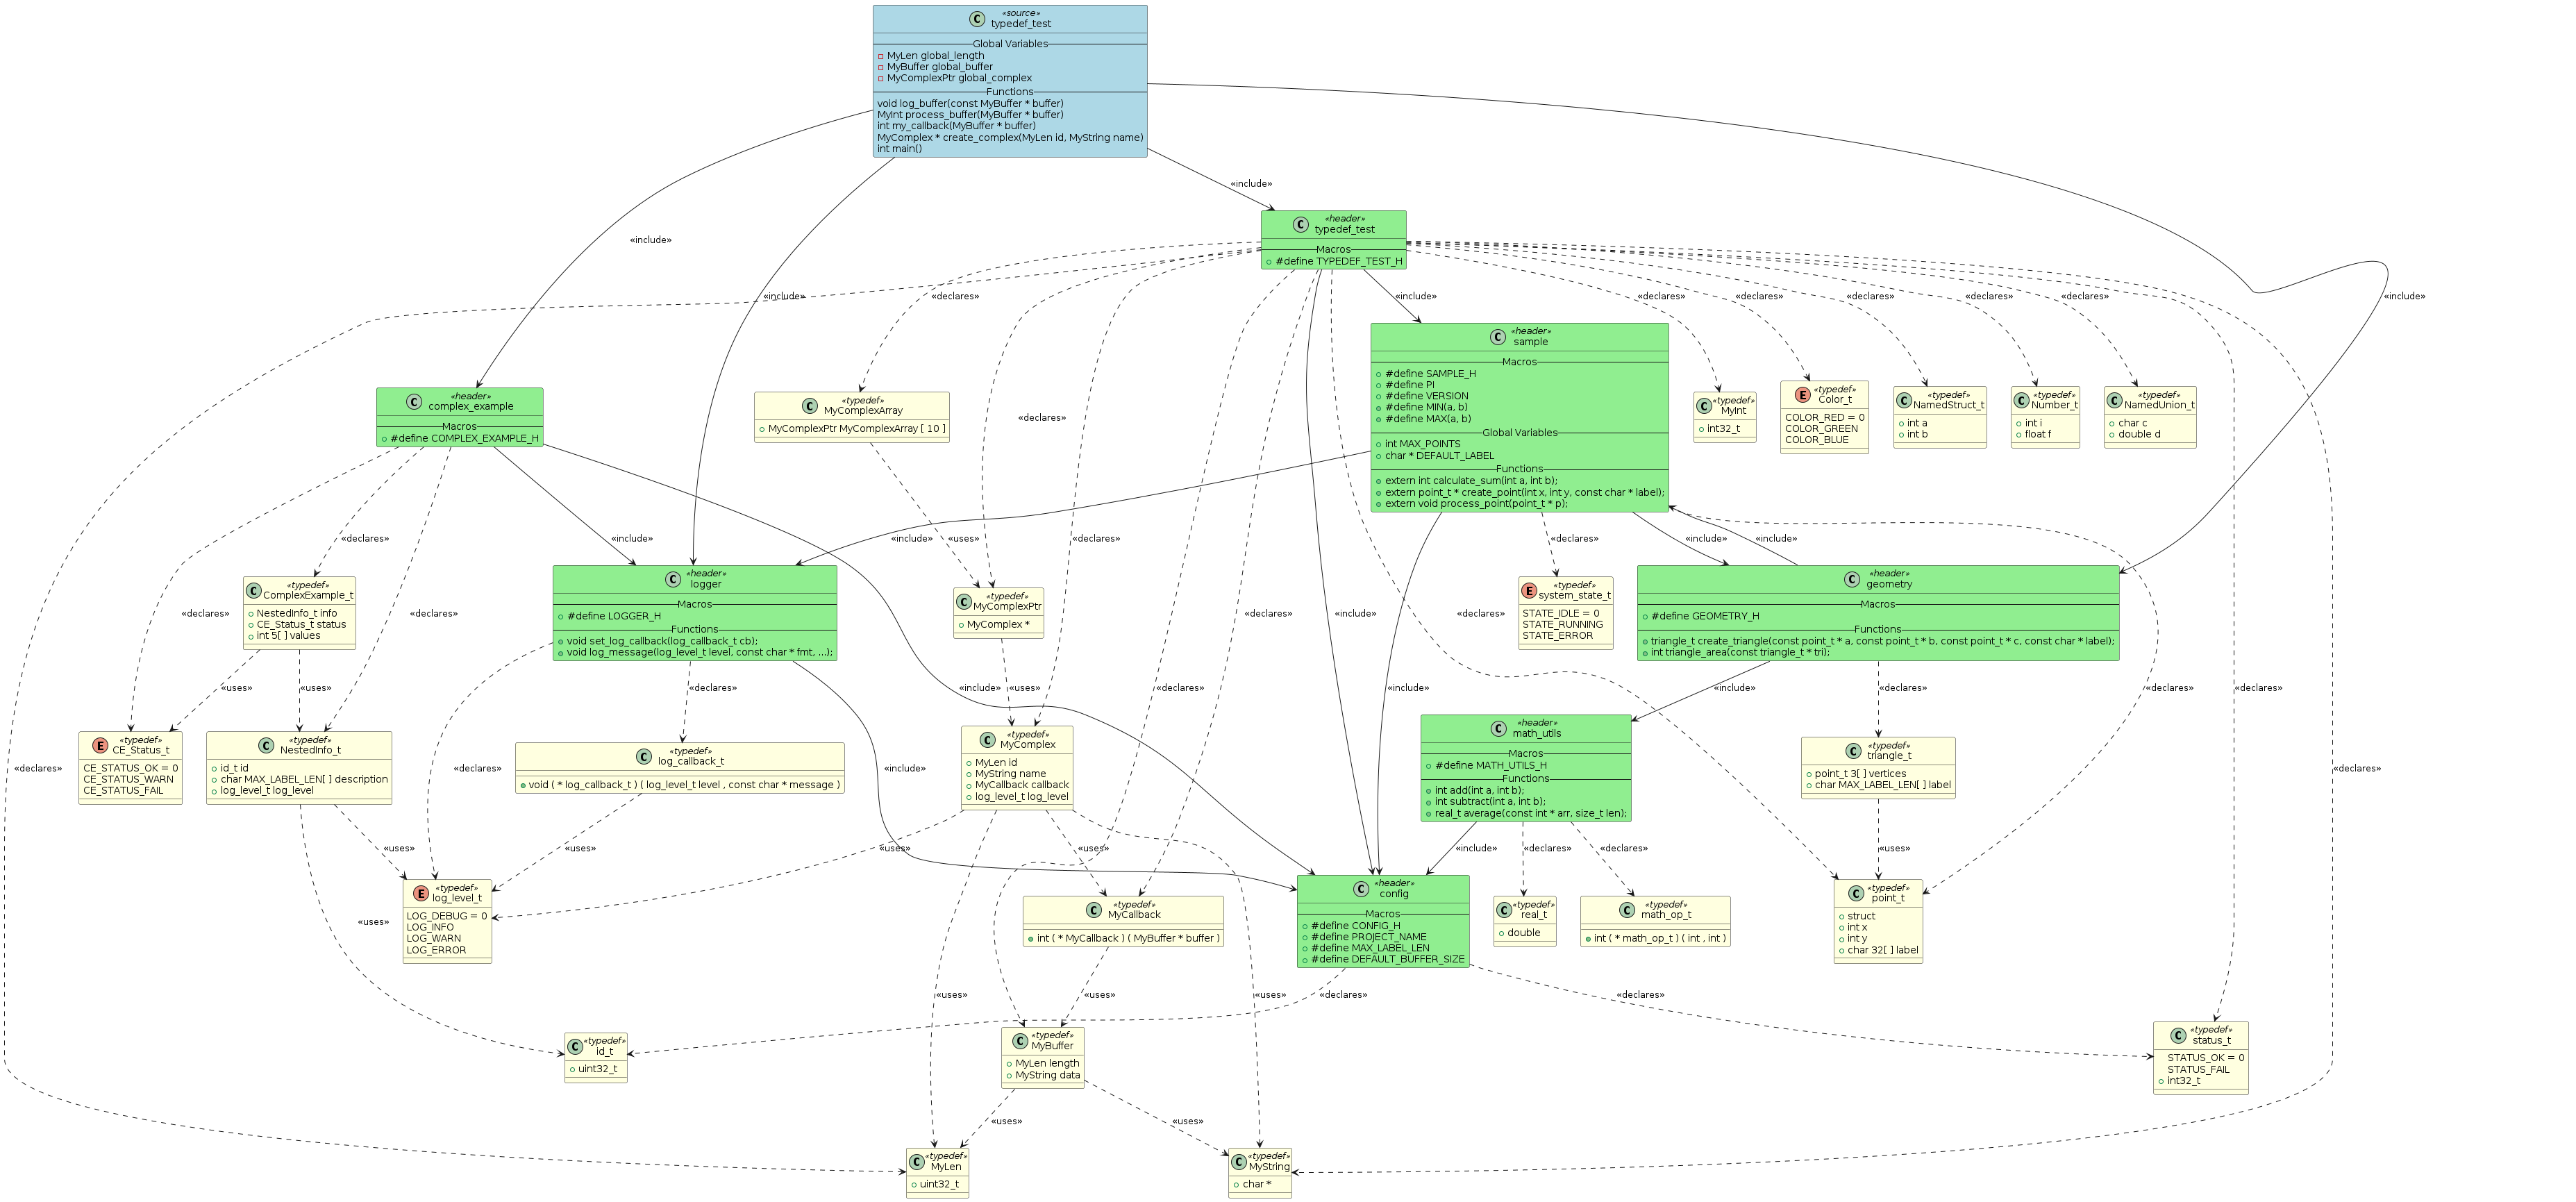 C
«source»
typedef_test
Global Variables
MyLen global_length
MyBuffer global_buffer
MyComplexPtr global_complex
Functions
void log_buffer(const MyBuffer * buffer)
MyInt process_buffer(MyBuffer * buffer)
int my_callback(MyBuffer * buffer)
MyComplex * create_complex(MyLen id, MyString name)
int main()
«include»
«include»
«include»
«include»
C
«header»
typedef_test
Macros
#define TYPEDEF_TEST_H
«declares»
«declares»
«declares»
«include»
«declares»
«declares»
«declares»
«declares»
«declares»
C
«header»
sample
Macros
#define SAMPLE_H
#define PI
#define VERSION
#define MIN(a, b)
#define MAX(a, b)
Global Variables
int MAX_POINTS
char * DEFAULT_LABEL
Functions
extern int calculate_sum(int a, int b);
extern point_t * create_point(int x, int y, const char * label);
extern void process_point(point_t * p);
C
«header»
complex_example
Macros
#define COMPLEX_EXAMPLE_H
C
«typedef»
MyComplexArray
MyComplexPtr MyComplexArray [ 10 ]
C
«typedef»
MyInt
int32_t
E
«typedef»
Color_t
COLOR_RED = 0
COLOR_GREEN
COLOR_BLUE
C
«typedef»
NamedStruct_t
int a
int b
C
«typedef»
Number_t
int i
float f
C
«typedef»
NamedUnion_t
char c
double d
«declares»
«include»
«uses»
«declares»
«include»
«declares»
«include»
«include»
C
«typedef»
ComplexExample_t
NestedInfo_t info
CE_Status_t status
int 5[ ] values
«declares»
«declares»
C
«header»
logger
Macros
#define LOGGER_H
Functions
void set_log_callback(log_callback_t cb);
void log_message(log_level_t level, const char * fmt, ...);
C
«typedef»
MyComplexPtr
MyComplex *
«declares»
«include»
«declares»
E
«typedef»
system_state_t
STATE_IDLE = 0
STATE_RUNNING
STATE_ERROR
C
«header»
geometry
Macros
#define GEOMETRY_H
Functions
triangle_t create_triangle(const point_t * a, const point_t * b, const point_t * c, const char * label);
int triangle_area(const triangle_t * tri);
«uses»
«uses»
«declares»
«include»
«uses»
«declares»
«include»
«include»
«declares»
«declares»
«declares»
E
«typedef»
CE_Status_t
CE_STATUS_OK = 0
CE_STATUS_WARN
CE_STATUS_FAIL
C
«typedef»
NestedInfo_t
id_t id
char MAX_LABEL_LEN[ ] description
log_level_t log_level
«declares»
C
«typedef»
log_callback_t
void ( * log_callback_t ) ( log_level_t level , const char * message )
«include»
C
«typedef»
MyComplex
MyLen id
MyString name
MyCallback callback
log_level_t log_level
C
«header»
math_utils
Macros
#define MATH_UTILS_H
Functions
int add(int a, int b);
int subtract(int a, int b);
real_t average(const int * arr, size_t len);
C
«typedef»
triangle_t
point_t 3[ ] vertices
char MAX_LABEL_LEN[ ] label
«declares»
«declares»
«uses»
«uses»
«uses»
«uses»
«include»
«declares»
«declares»
«uses»
«uses»
E
«typedef»
log_level_t
LOG_DEBUG = 0
LOG_INFO
LOG_WARN
LOG_ERROR
C
«typedef»
MyCallback
int ( * MyCallback ) ( MyBuffer * buffer )
C
«header»
config
Macros
#define CONFIG_H
#define PROJECT_NAME
#define MAX_LABEL_LEN
#define DEFAULT_BUFFER_SIZE
C
«typedef»
real_t
double
C
«typedef»
math_op_t
int ( * math_op_t ) ( int , int )
C
«typedef»
point_t
struct
int x
int y
char 32[ ] label
«uses»
«uses»
«uses»
«declares»
«declares»
C
«typedef»
id_t
uint32_t
C
«typedef»
MyBuffer
MyLen length
MyString data
C
«typedef»
status_t
STATUS_OK = 0
STATUS_FAIL
int32_t
«uses»
«uses»
C
«typedef»
MyLen
uint32_t
C
«typedef»
MyString
char *